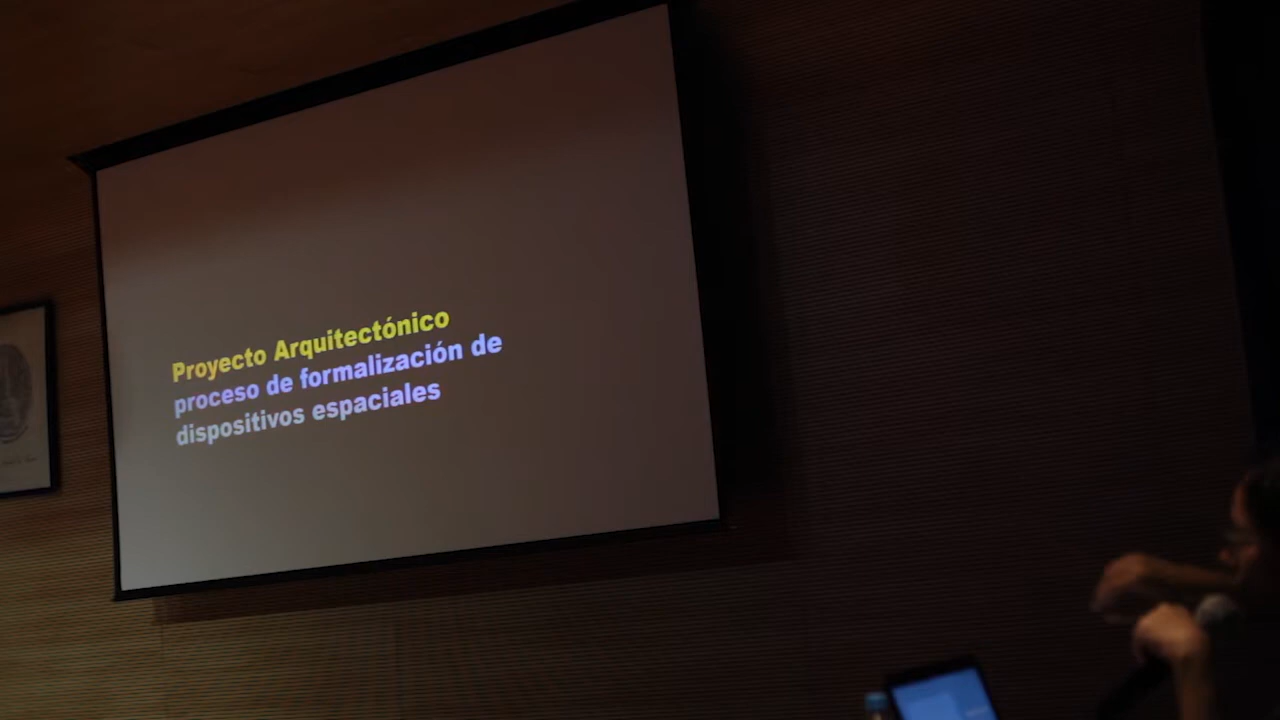 Proyecto Arquitectónico
proceso de formalización de
dispositivos espaciales